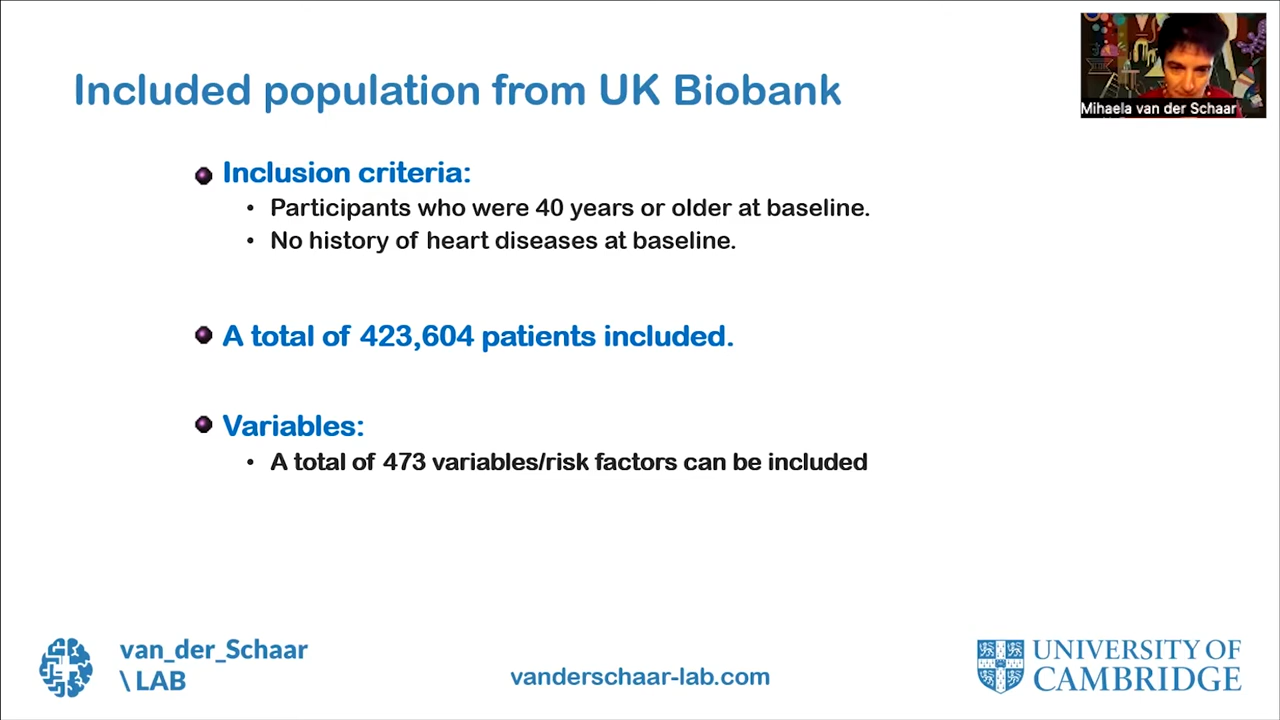 Included population from UK Biobank
Mihaela van der Schaar
Inclusion criteria:
• Participants who were 40 years or older at baseline.
• No history of heart diseases at baseline.
A total of 423,604 patients included.
Variables:
• A total of 473 variables/risk factors can be included
van_der_Schaar
\ LAB
vanderschaar-lab.com
UNIVERSITY OF
CAMBRIDGE